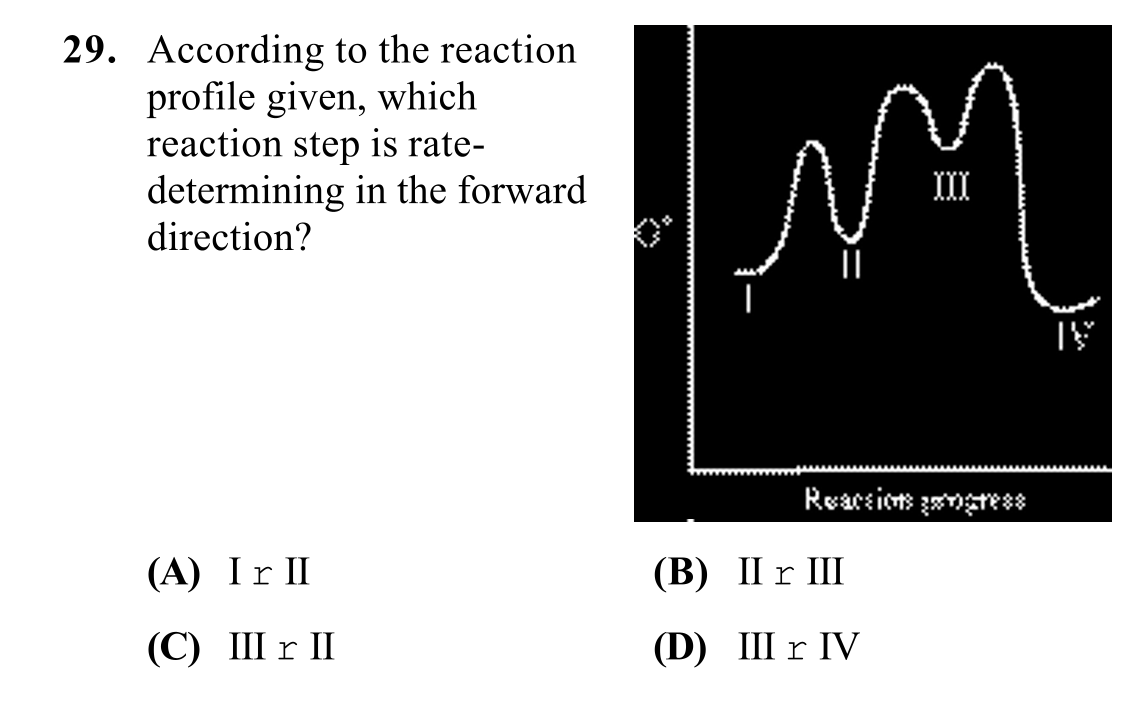 29. According to the reaction
profile given, which
reaction step is rate-
determining in the forward
direction?
I
II
III
IV
Reaction progress
(A) I r II
(B) II r III
(C) III r II
(D) III r IV